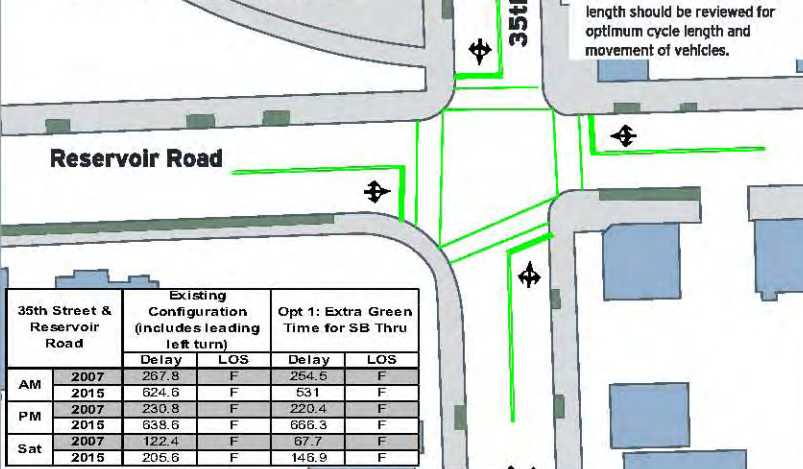 length should be reviewed for
optimum cycle length and
movement of vehicles.
35th
Reservoir Road
35th Street &
Reservoir
Road
Existing
Configuration
(includes leading
left turn)
Opt 1: Extra Green
Time for SB Thru
Delay LOS Delay LOS
AM 2007 267.8 F 254.5 F
2015 624.6 F 531 F
PM 2007 230.8 F 220.4 F
2015 638.6 F 666.3 F
Sat 2007 122.4 F 67.7 F
2015 205.6 F 146.9 F